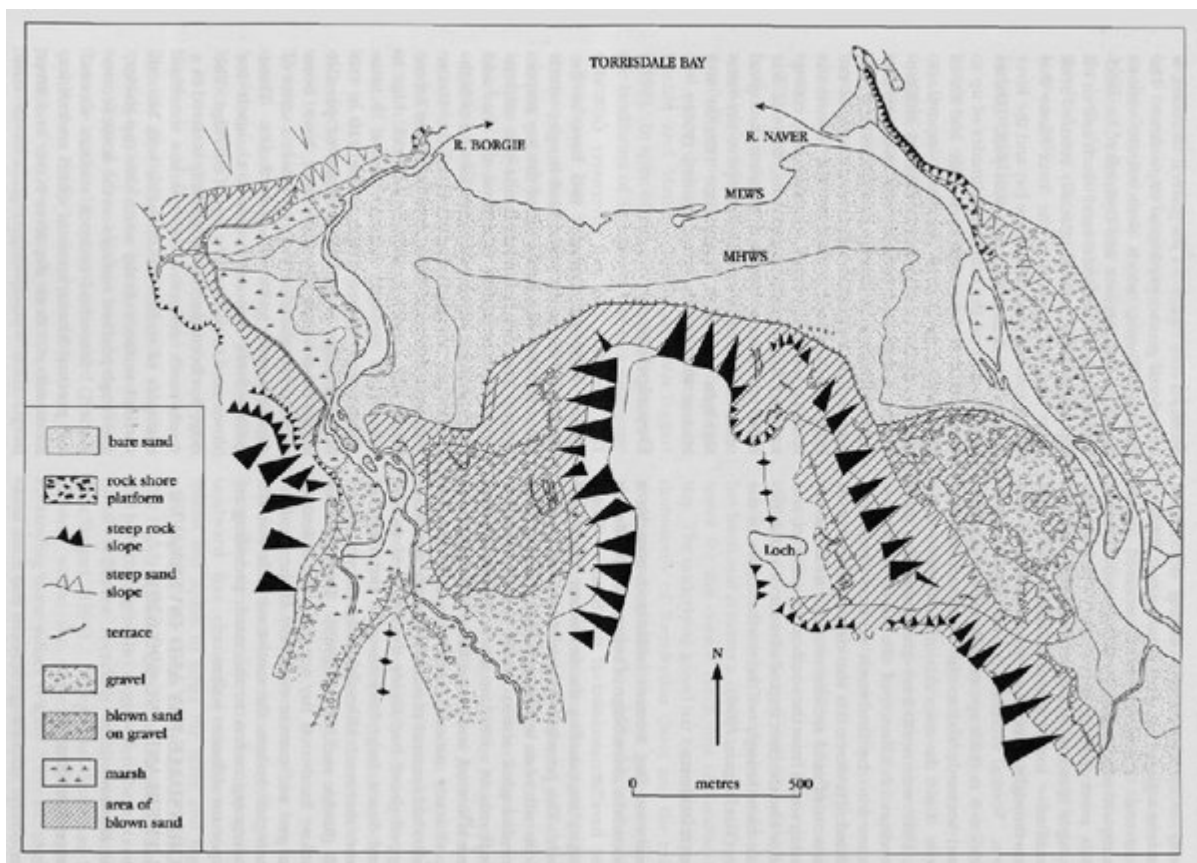 TORRISDALE BAY
R. BORGIE
R. NAVER
MLWS
MHWS
bare sand
rock shore
platform
steep rock
slope
steep sand
slope
terrace
gravel
blown sand
on gravel
marsh
area of
blown sand
Loch
N
0 metres 500